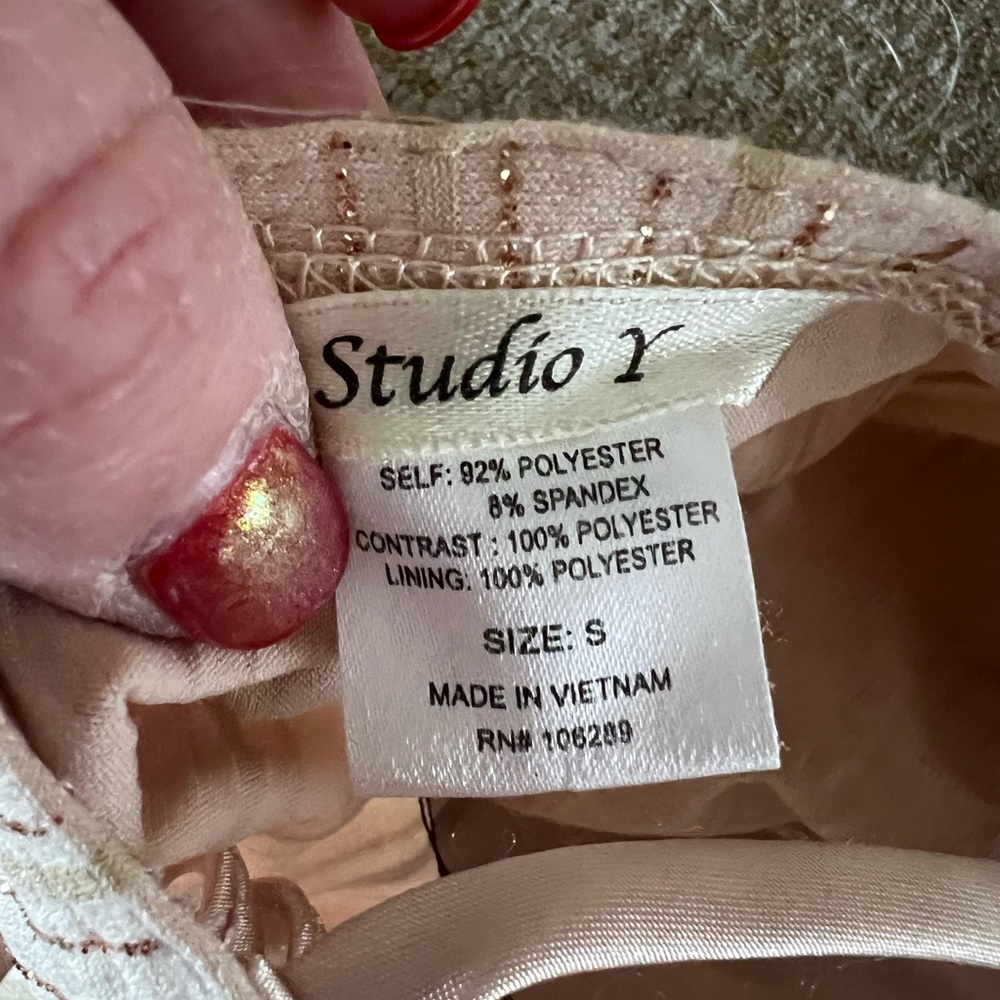 Studio Y
SELF: 92% POLYESTER
8% SPANDEX
CONTRAST : 100% POLYESTER
LINING: 100% POLYESTER
SIZE: S
MADE IN VIETNAM
RN# 106289